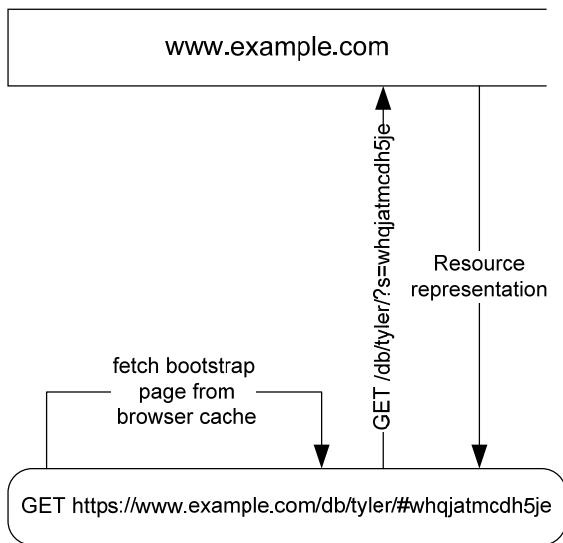 www.example.com
GET /db/tyler/?s=whqjatmcdh5je
Resource
representation
fetch bootstrap
page from
browser cache
GET https://www.example.com/db/tyler/#whqjatmcdh5je